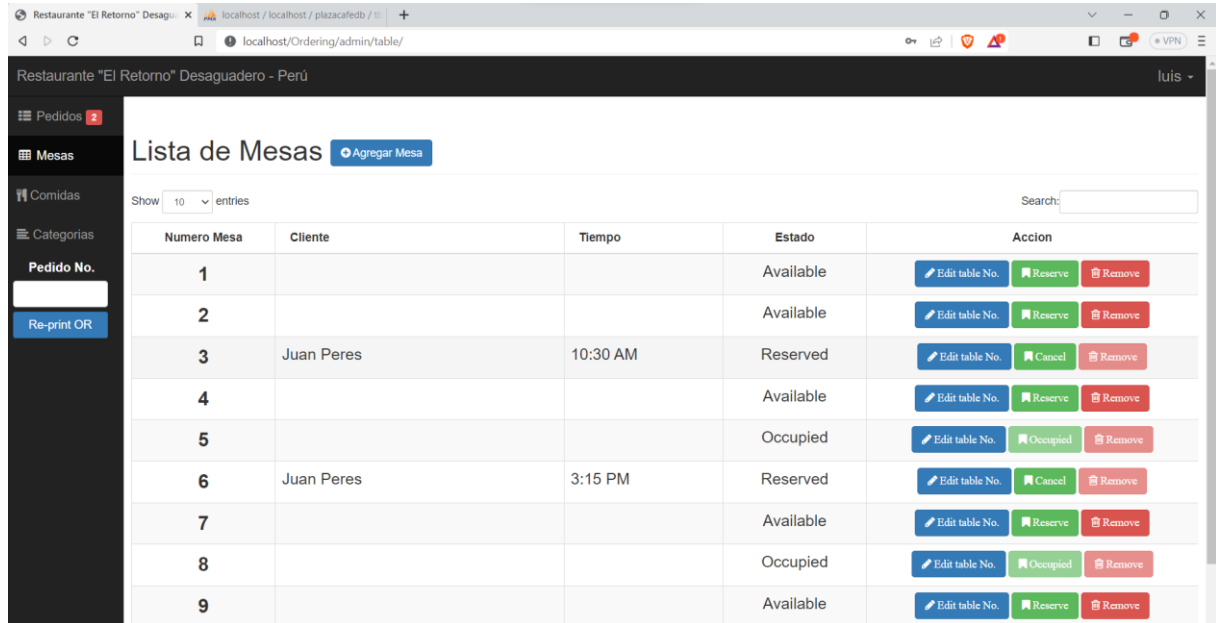 Restaurante "El Retorno" Desagu
localhost / localhost / plazacafedb /
localhost/Ordering/admin/table/
VPN
Restaurante "El Retorno" Desaguadero - Perú
luis
Pedidos 2
Mesas
Comidas
Categorias
Pedido No.
Re-print OR
Lista de Mesas Agregar Mesa
Show 10 entries
Search:
Numero Mesa Cliente Tiempo Estado Accion
1 Available Edit table No. Reserve Remove
2 Available Edit table No. Reserve Remove
3 Juan Peres 10:30 AM Reserved Edit table No. Cancel Remove
4 Available Edit table No. Reserve Remove
5 Occupied Edit table No. Occupied Remove
6 Juan Peres 3:15 PM Reserved Edit table No. Cancel Remove
7 Available Edit table No. Reserve Remove
8 Occupied Edit table No. Occupied Remove
9 Available Edit table No. Reserve Remove